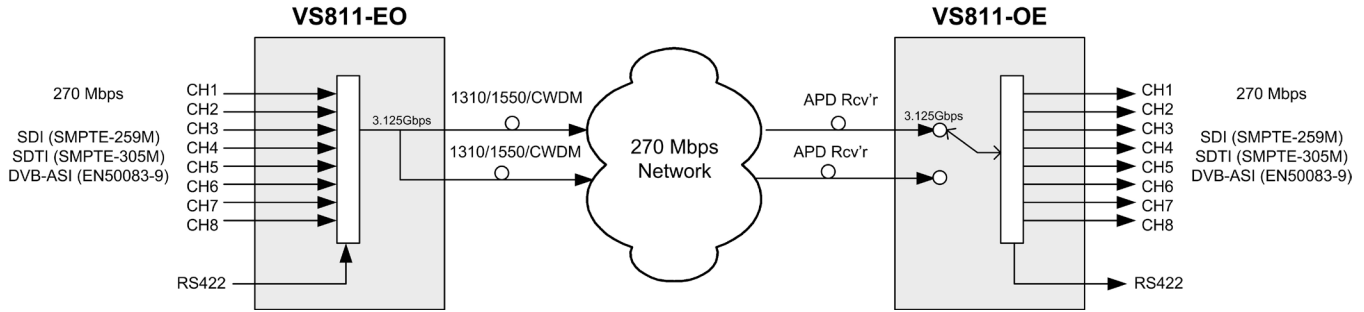 VS811-EO
VS811-OE
270 Mbps
SDI (SMPTE-259M)
SDTI (SMPTE-305M)
DVB-ASI (EN50083-9)
CH1
CH2
CH3
CH4
CH5
CH6
CH7
CH8
RS422
3.125Gbps
1310/1550/CWDM
1310/1550/CWDM
270 Mbps
Network
APD Rcv'r
APD Rcv'r
3.125Gbps
CH1
CH2
CH3
CH4
CH5
CH6
CH7
CH8
RS422
270 Mbps
SDI (SMPTE-259M)
SDTI (SMPTE-305M)
DVB-ASI (EN50083-9)